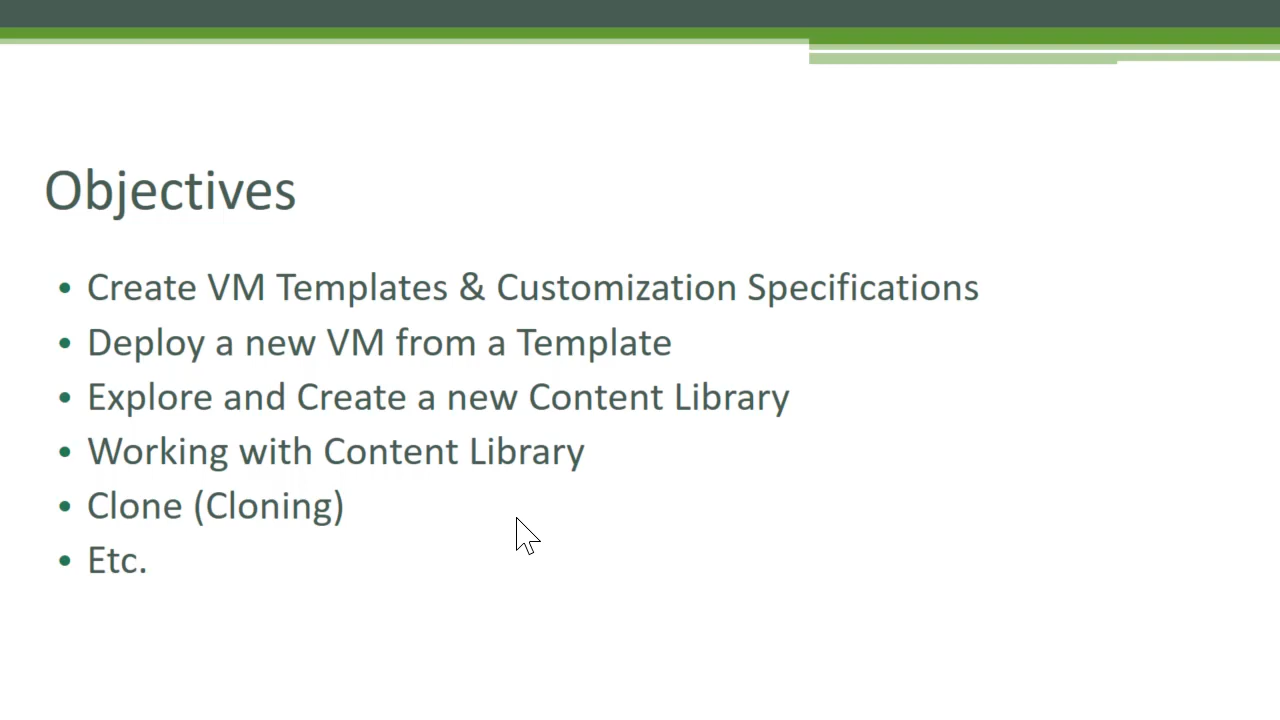 Objectives
• Create VM Templates & Customization Specifications
• Deploy a new VM from a Template
• Explore and Create a new Content Library
• Working with Content Library
• Clone (Cloning)
• Etc.